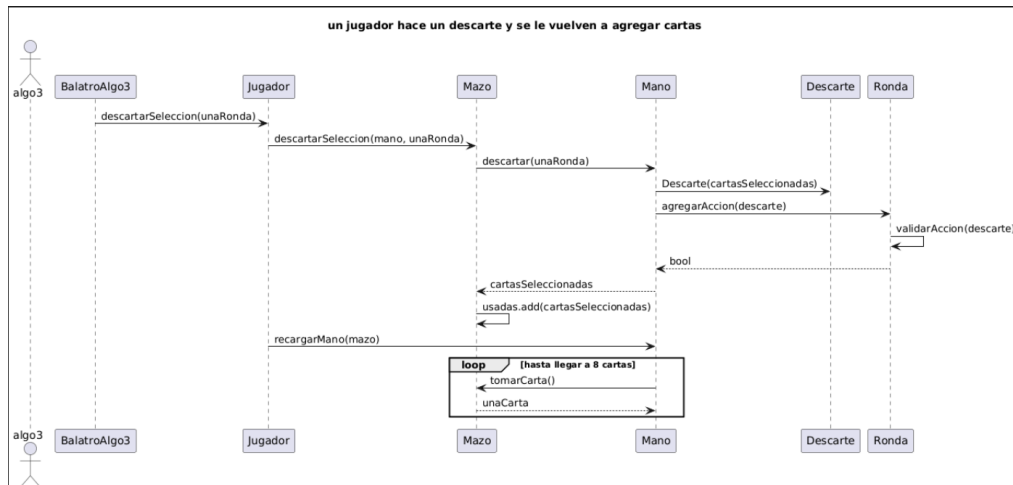 un jugador hace un descarte y se le vuelven a agregar cartas
algo3
BalatroAlgo3
Jugador
Mazo
Mano
Descarte
Ronda
descartarSeleccion(unaRonda)
descartarSeleccion(mano, unaRonda)
descartar(unaRonda)
Descarte(cartasSeleccionadas)
agregarAccion(descarte)
validarAccion(descarte)
bool
cartasSeleccionadas
usadas.add(cartasSeleccionadas)
recargarMano(mazo)
loop [hasta llegar a 8 cartas]
tomarCarta()
unaCarta
algo3
BalatroAlgo3
Jugador
Mazo
Mano
Descarte
Ronda